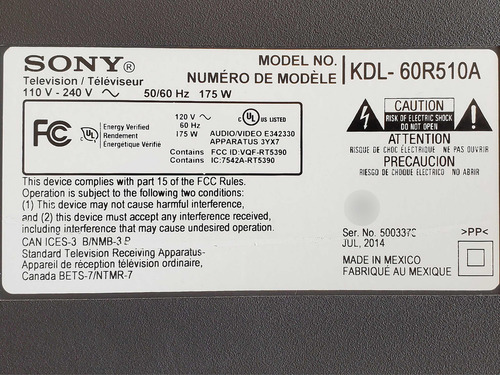 SONY®
Television / Téléviseur
110 V - 240 V ~ 50/60 Hz 175 W
MODEL NO.
NUMÉRO DE MODÈLE
KDL- 60R510A
FC
UL
Energy Verified
Rendement
Énergétique Vérifié
120 V ~
60 Hz
175 W
c UL US LISTED
AUDIO/VIDEO E342330
APPARATUS 3YX7
Contains FCC ID:VQF-RT5390
Contains IC:7542A-RT5390
CAUTION
RISK OF ELECTRIC SHOCK
DO NOT OPEN
ATTENTION
RISQUE DE CHOC ÉLECTRIQUE NE PAS OUVRIR
PRECAUCION
RIESGO DE CHOQUE ELECTRICO NO ABRIR
This device complies with part 15 of the FCC Rules.
Operation is subject to the following two conditions:
(1) This device may not cause harmful interference,
and (2) this device must accept any interference received,
including interference that may cause undesired operation.
CAN ICES-3 B/NMB-3 B
Standard Television Receiving Apparatus-
Appareil de réception télévision ordinaire,
Canada BETS-7/NTMR-7
Ser. No. 500337
JUL, 2014
>PP<
MADE IN MEXICO
FABRIQUÉ AU MEXIQUE